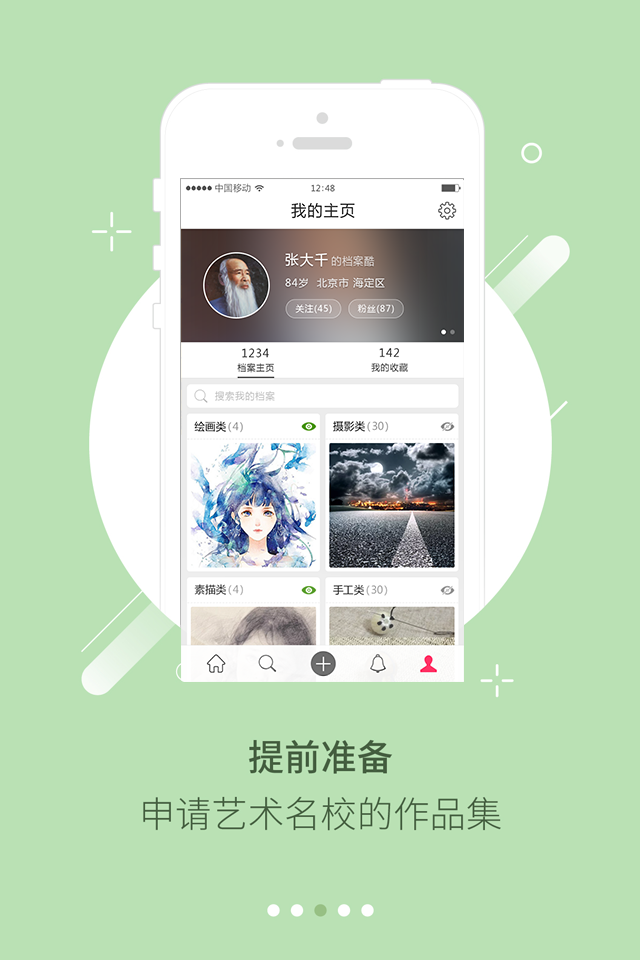 中国移动 12:48
我的主页
张大千的档案酷
84岁 北京市 海定区
关注(45) 粉丝(87)
1234 142
档案主页 我的收藏
搜索我的档案
绘画类(4) 摄影类(30)
素描类(4) 手工类(30)
提前准备
申请艺术名校的作品集